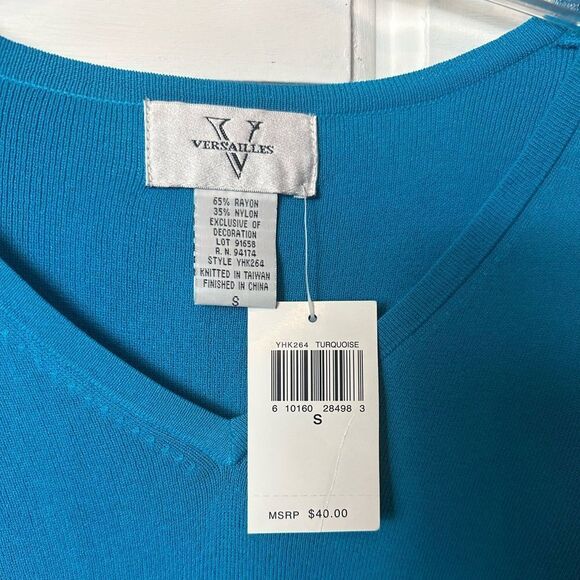 VERSAILLES
65% RAYON
35% NYLON
EXCLUSIVE OF
DECORATION
LOT 91658
R.N. 94174
STYLE YHK264
KNITTED IN TAIWAN
FINISHED IN CHINA
S
YHK264 TURQUOISE
6 10160 28498 3
S
MSRP $40.00